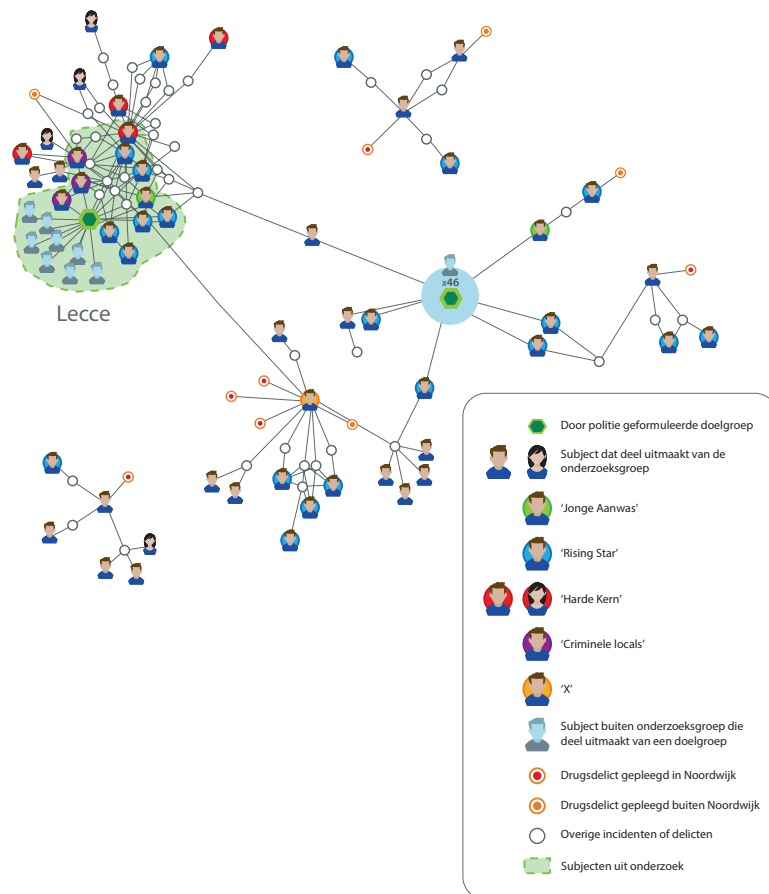 x46
Lecce
Door politie geformuleerde doelgroep
Subject dat deel uitmaakt van de
onderzoeksgroep
‘Jonge Aanwas’
‘Rising Star’
‘Harde Kern’
‘Criminele locals’
‘X’
Subject buiten onderzoeksgroep die
deel uitmaakt van een doelgroep
Drugsdelict gepleegd in Noordwijk
Drugsdelict gepleegd buiten Noordwijk
Overige incidenten of delicten
Subjecten uit onderzoek